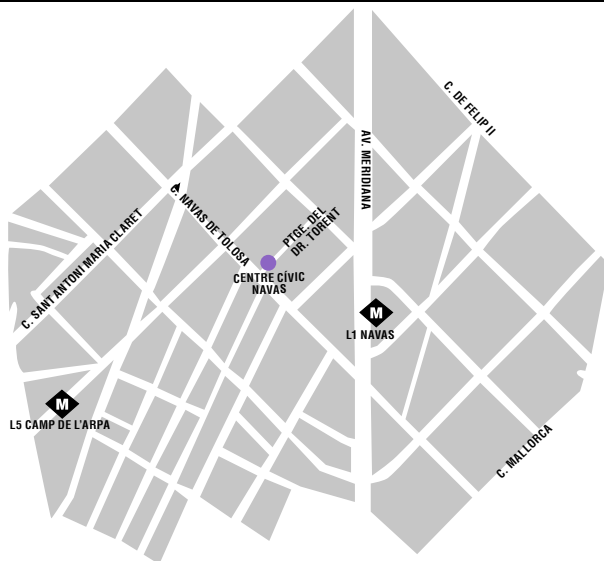 C. DE FELIP II
AV. MERIDIANA
C. NAVAS DE TOLOSA
PTGE. DEL
DR. TORENT
C. SANT ANTONI MARIA CLARET
CENTRE CÍVIC
NAVAS
M
L1 NAVAS
M
L5 CAMP DE L'ARPA
C. MALLORCA